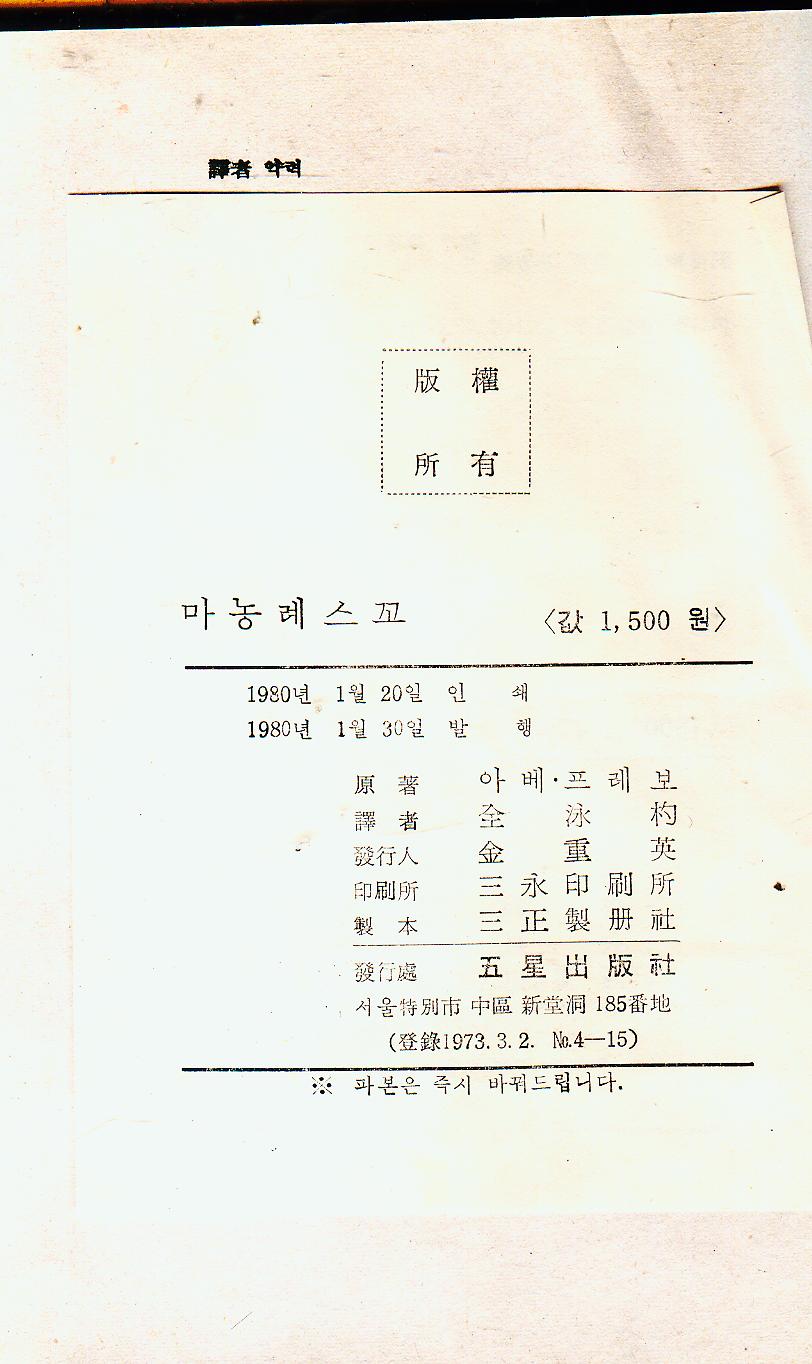 譯者 약력
版權
所有
마농레스꼬 〈값 1,500 원〉
1980년 1월 20일 인 쇄
1980년 1월 30일 발 행
原著 아베·프레보
譯者 全泳杓
發行人 金重英
印刷所 三永印刷所
製本 三正製册社
發行處 五星出版社
서울特別市 中區 新堂洞 185番地
(登錄1973.3.2. №.4—15)
※ 파본은 즉시 바꿔드립니다.